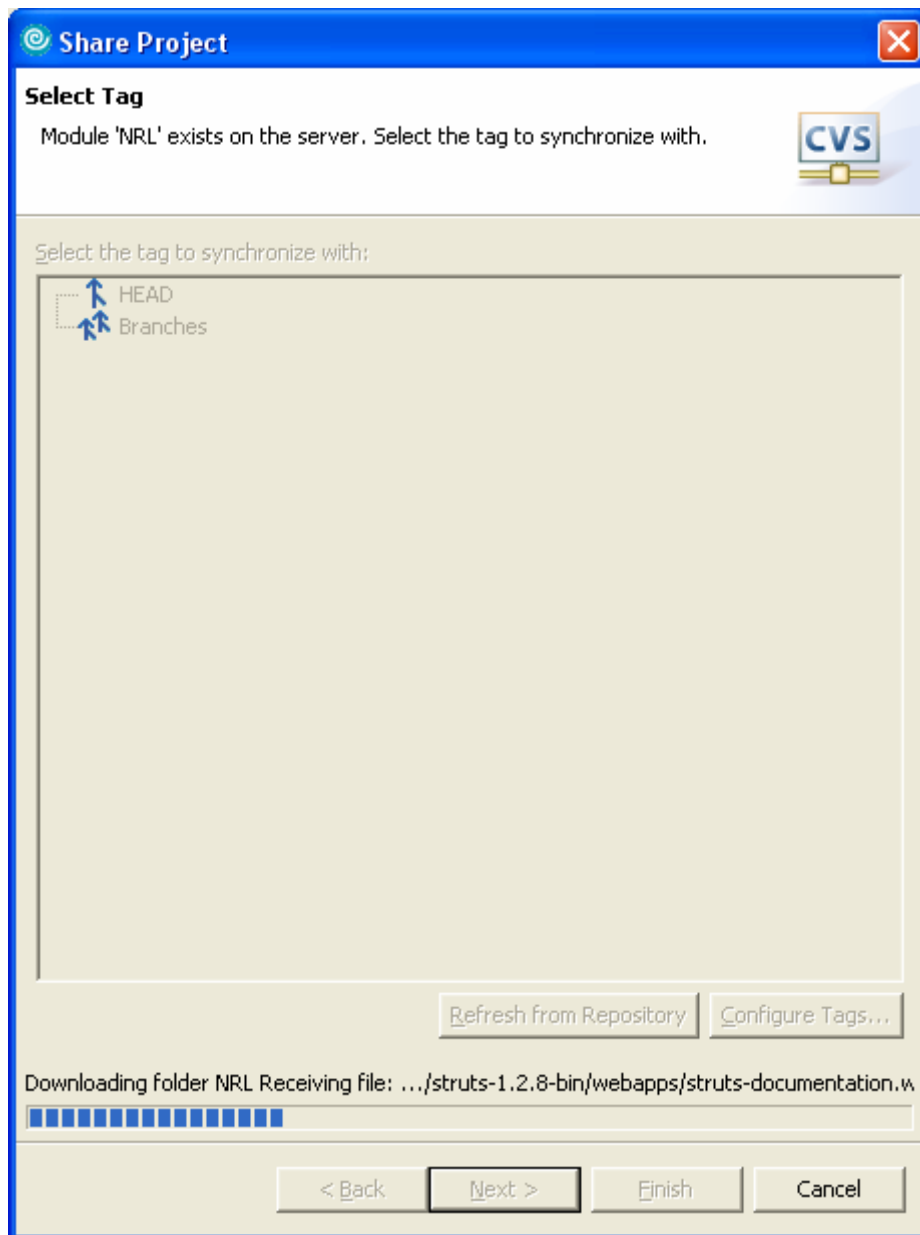 Share Project
Select Tag
Module 'NRL' exists on the server. Select the tag to synchronize with.
CVS
Select the tag to synchronize with:
HEAD
Branches
Refresh from Repository
Configure Tags...
Downloading folder NRL Receiving file: .../struts-1.2.8-bin/webapps/struts-documentation.w
< Back
Next >
Finish
Cancel